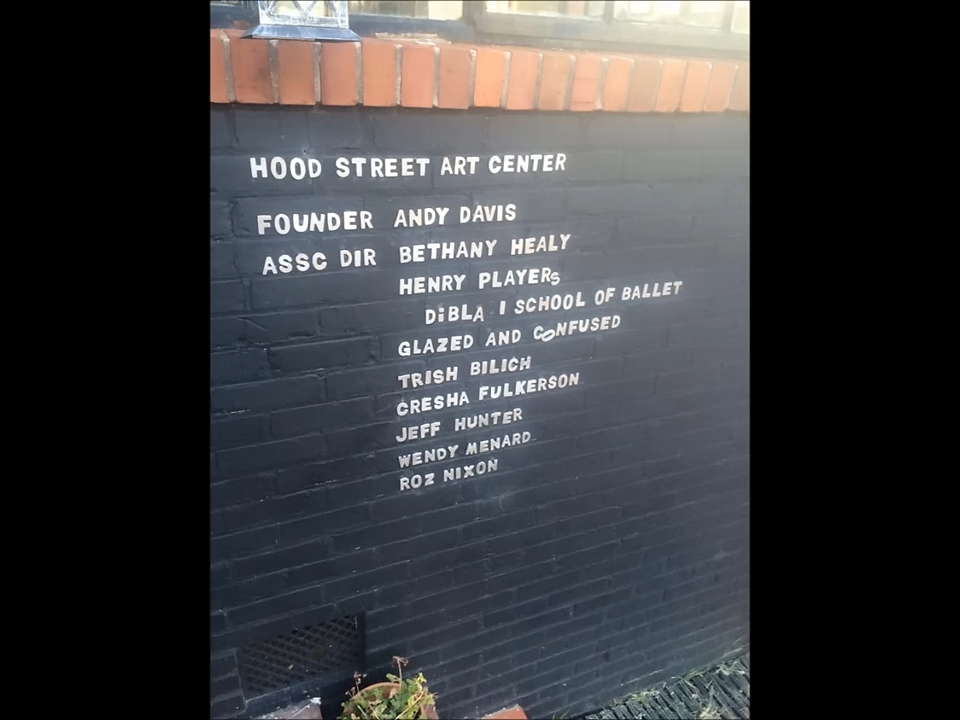 HOOD STREET ART CENTER
FOUNDER ANDY DAVIS
ASSC DIR BETHANY HEALY
HENRY PLAYERS
DiBLA I SCHOOL OF BALLET
GLAZED AND CONFUSED
TRISH BILICH
CRESHA FULKERSON
JEFF HUNTER
WENDY MENARD
ROZ NIXON